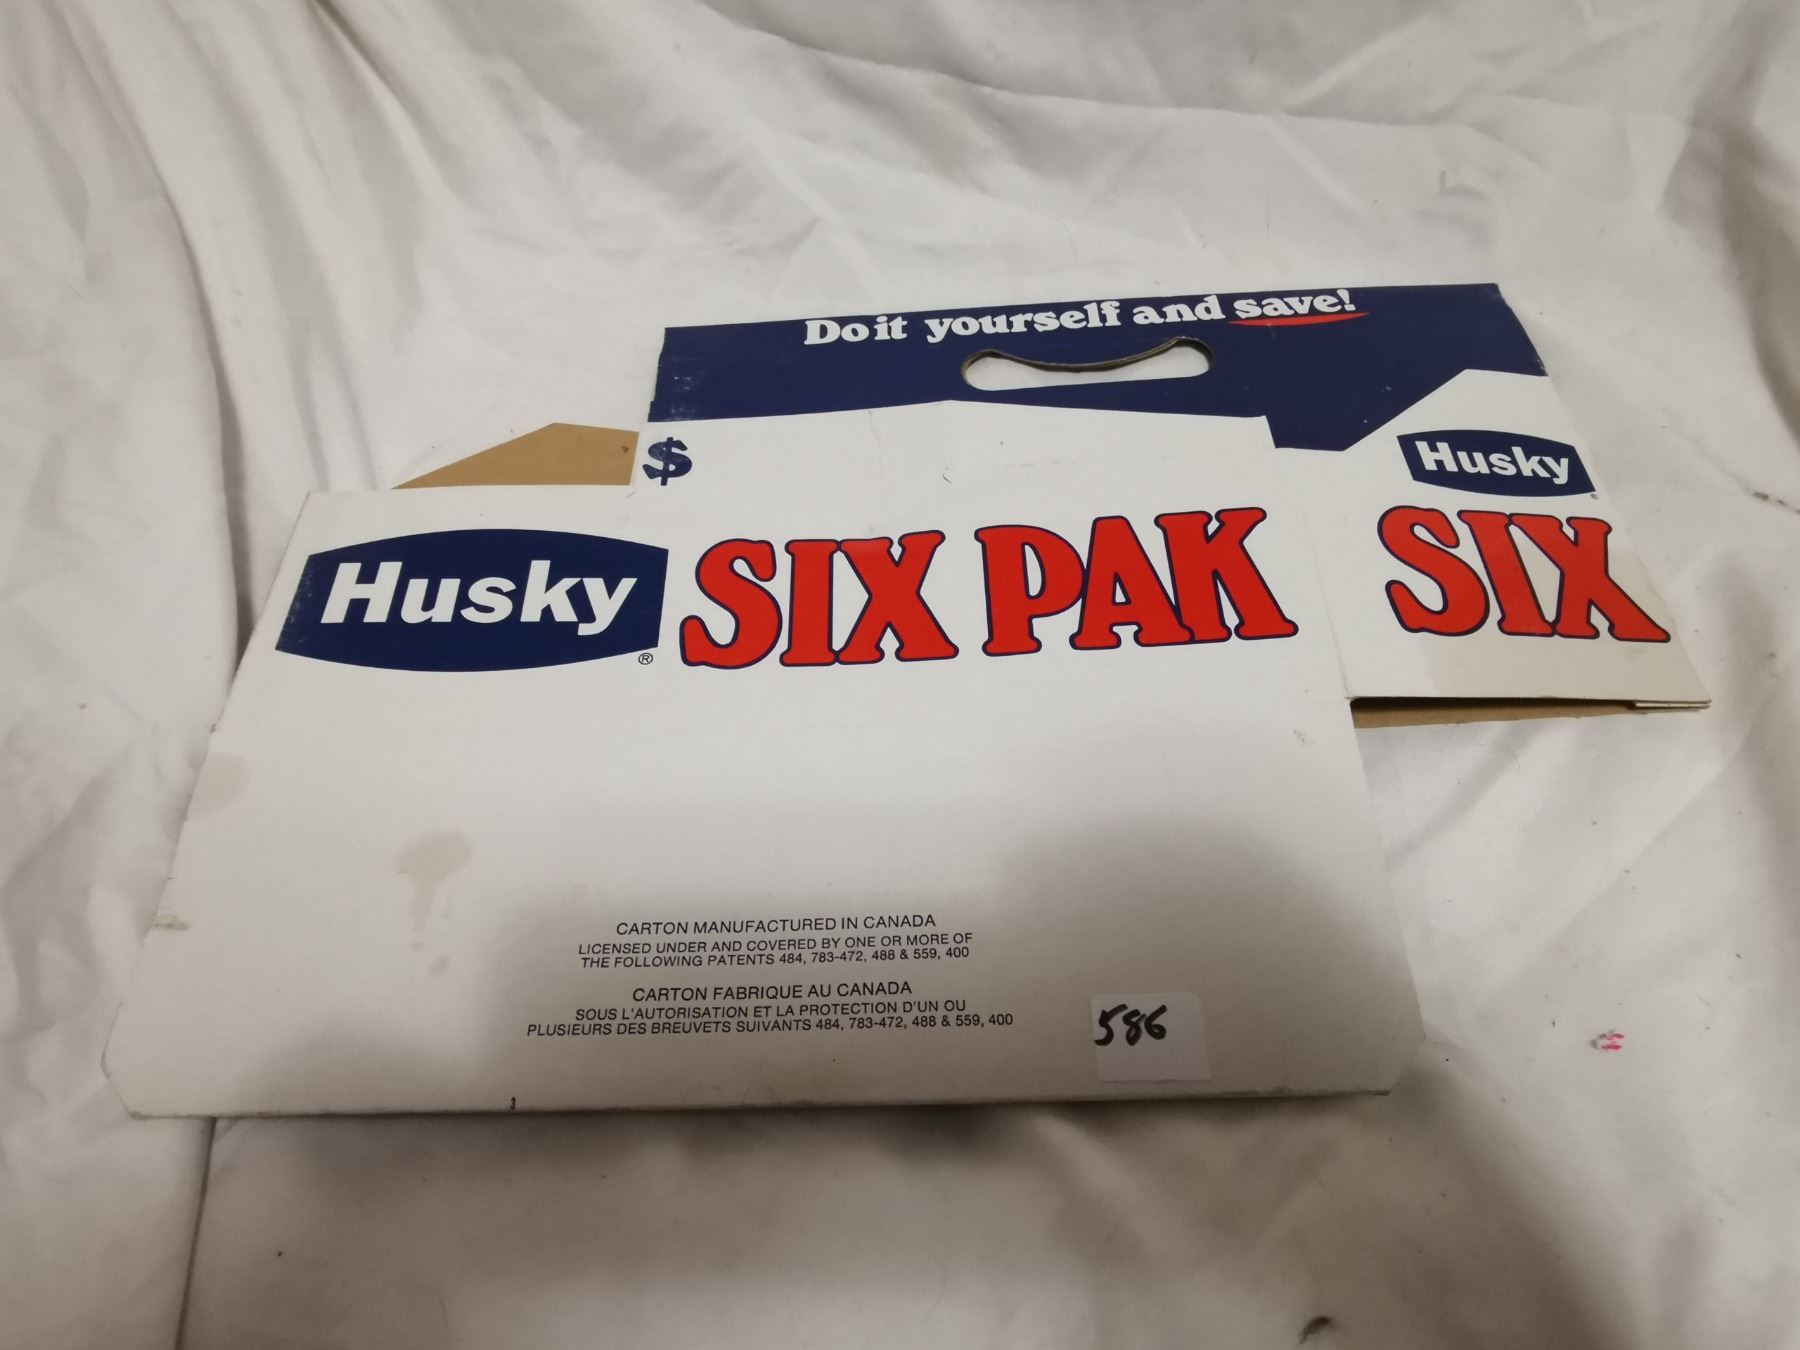 Do it yourself and save!
$
Husky ® SIX PAK
Husky ®
SIX
CARTON MANUFACTURED IN CANADA
LICENSED UNDER AND COVERED BY ONE OR MORE OF
THE FOLLOWING PATENTS 484, 783-472, 488 & 559, 400
CARTON FABRIQUE AU CANADA
SOUS L'AUTORISATION ET LA PROTECTION D'UN OU
PLUSIEURS DES BREUVETS SUIVANTS 484, 783-472, 488 & 559, 400
586
3